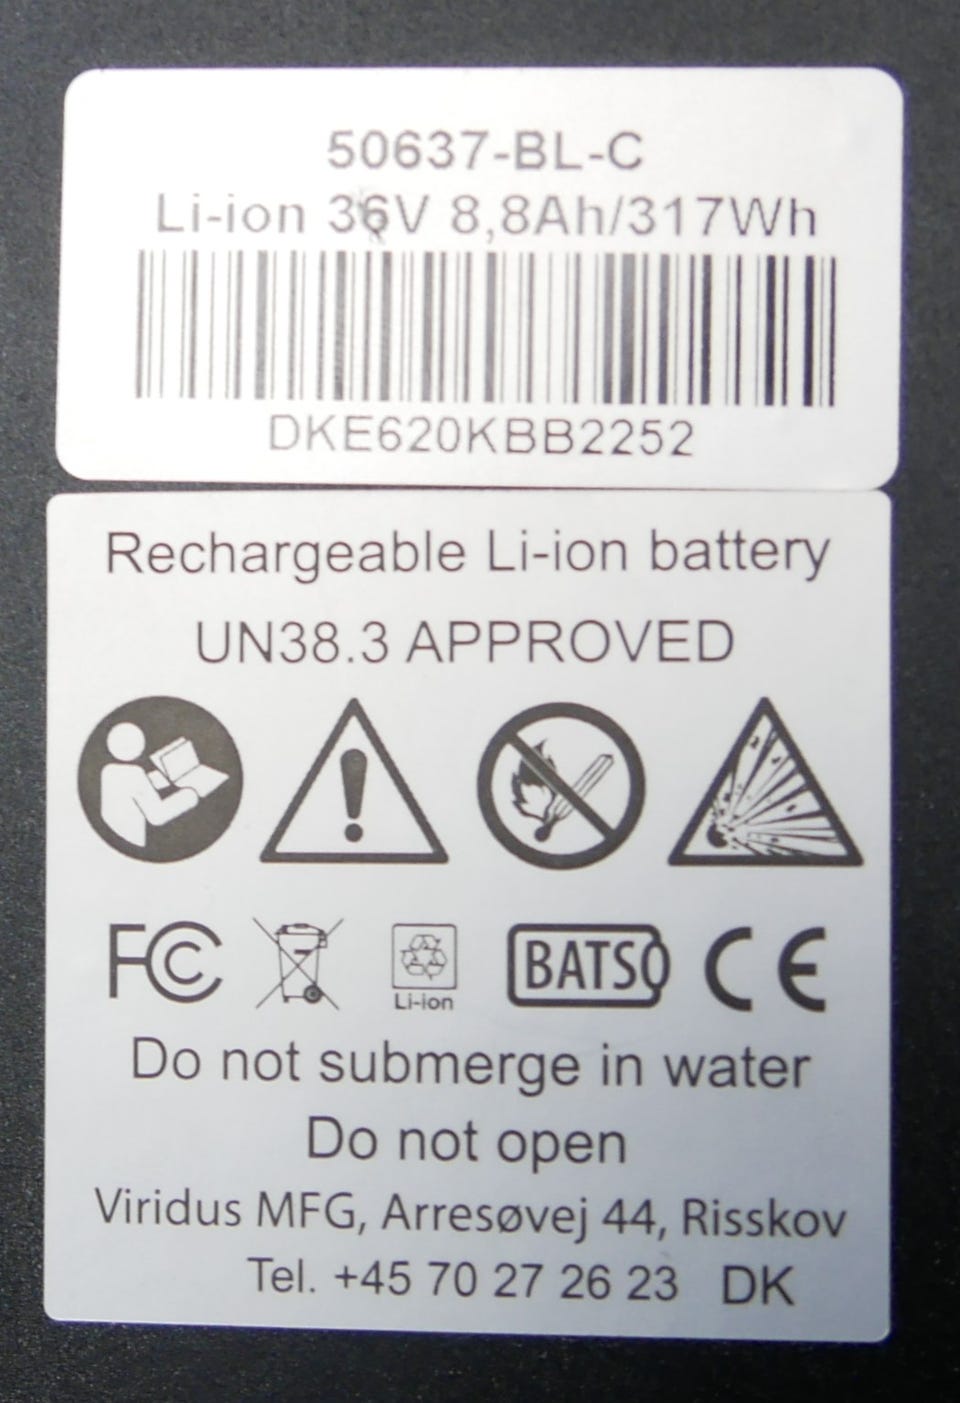 50637-BL-C
Li-ion 36V 8,8Ah/317Wh
DKE620KBB2252
Rechargeable Li-ion battery
UN38.3 APPROVED
FC Li-ion BATSO CE
Do not submerge in water
Do not open
Viridus MFG, Arresøvej 44, Risskov
Tel. +45 70 27 26 23 DK